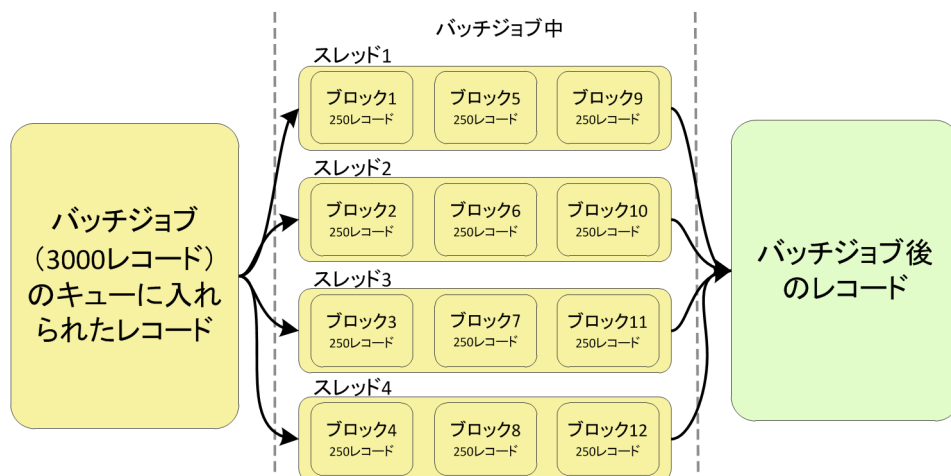 バッチジョブ中
バッチジョブ
（3000レコード）
のキューに入れ
られたレコード
スレッド1
ブロック1
250レコード
ブロック5
250レコード
ブロック9
250レコード
スレッド2
ブロック2
250レコード
ブロック6
250レコード
ブロック10
250レコード
スレッド3
ブロック3
250レコード
ブロック7
250レコード
ブロック11
250レコード
スレッド4
ブロック4
250レコード
ブロック8
250レコード
ブロック12
250レコード
バッチジョブ後
のレコード